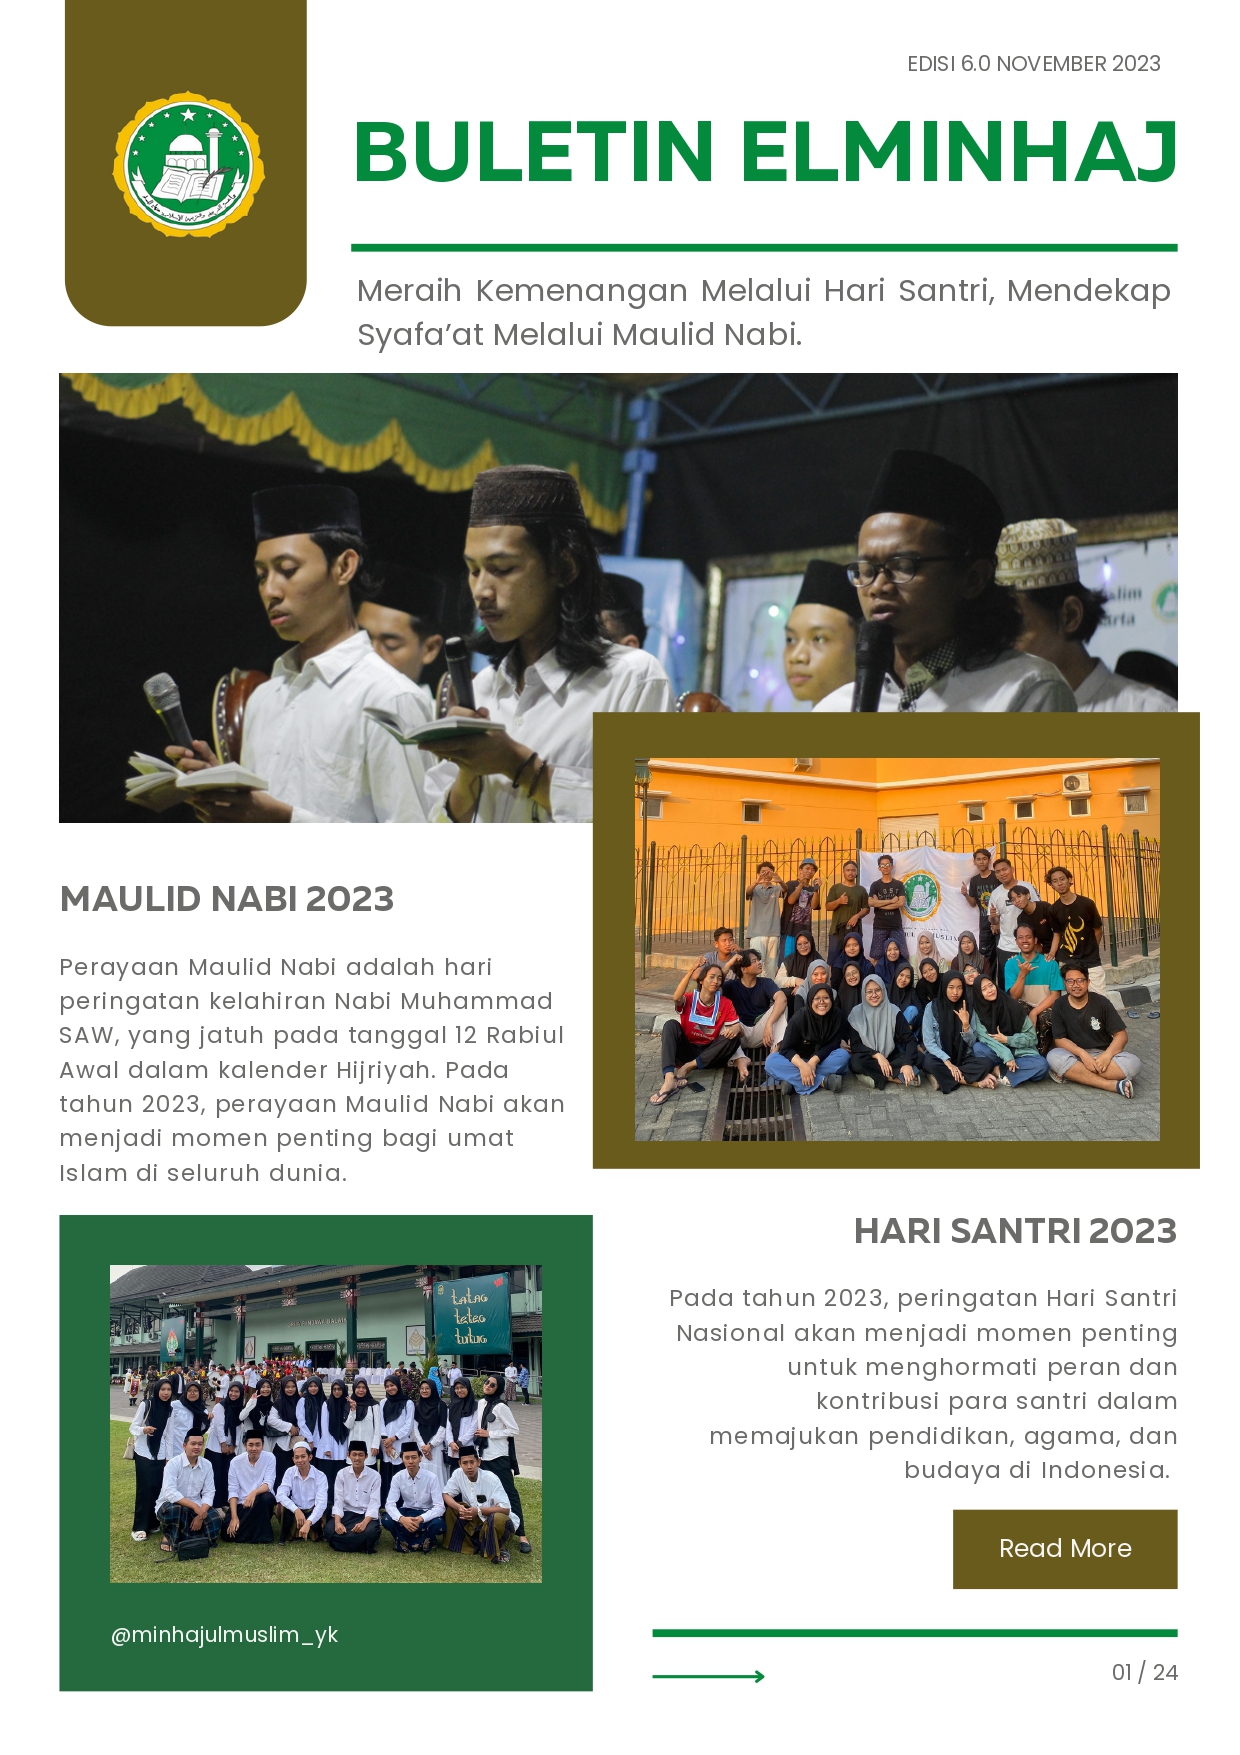 EDISI 6.0 NOVEMBER 2023
BULETIN ELMINHAJ
Meraih Kemenangan Melalui Hari Santri, Mendekap
Syafa’at Melalui Maulid Nabi.
MAULID NABI 2023
Perayaan Maulid Nabi adalah hari
peringatan kelahiran Nabi Muhammad
SAW, yang jatuh pada tanggal 12 Rabiul
Awal dalam kalender Hijriyah. Pada
tahun 2023, perayaan Maulid Nabi akan
menjadi momen penting bagi umat
Islam di seluruh dunia.
tatag
teteg
tutug
@minhajulmuslim_yk
HARI SANTRI 2023
Pada tahun 2023, peringatan Hari Santri
Nasional akan menjadi momen penting
untuk menghormati peran dan
kontribusi para santri dalam
memajukan pendidikan, agama, dan
budaya di Indonesia.
Read More
01 / 24